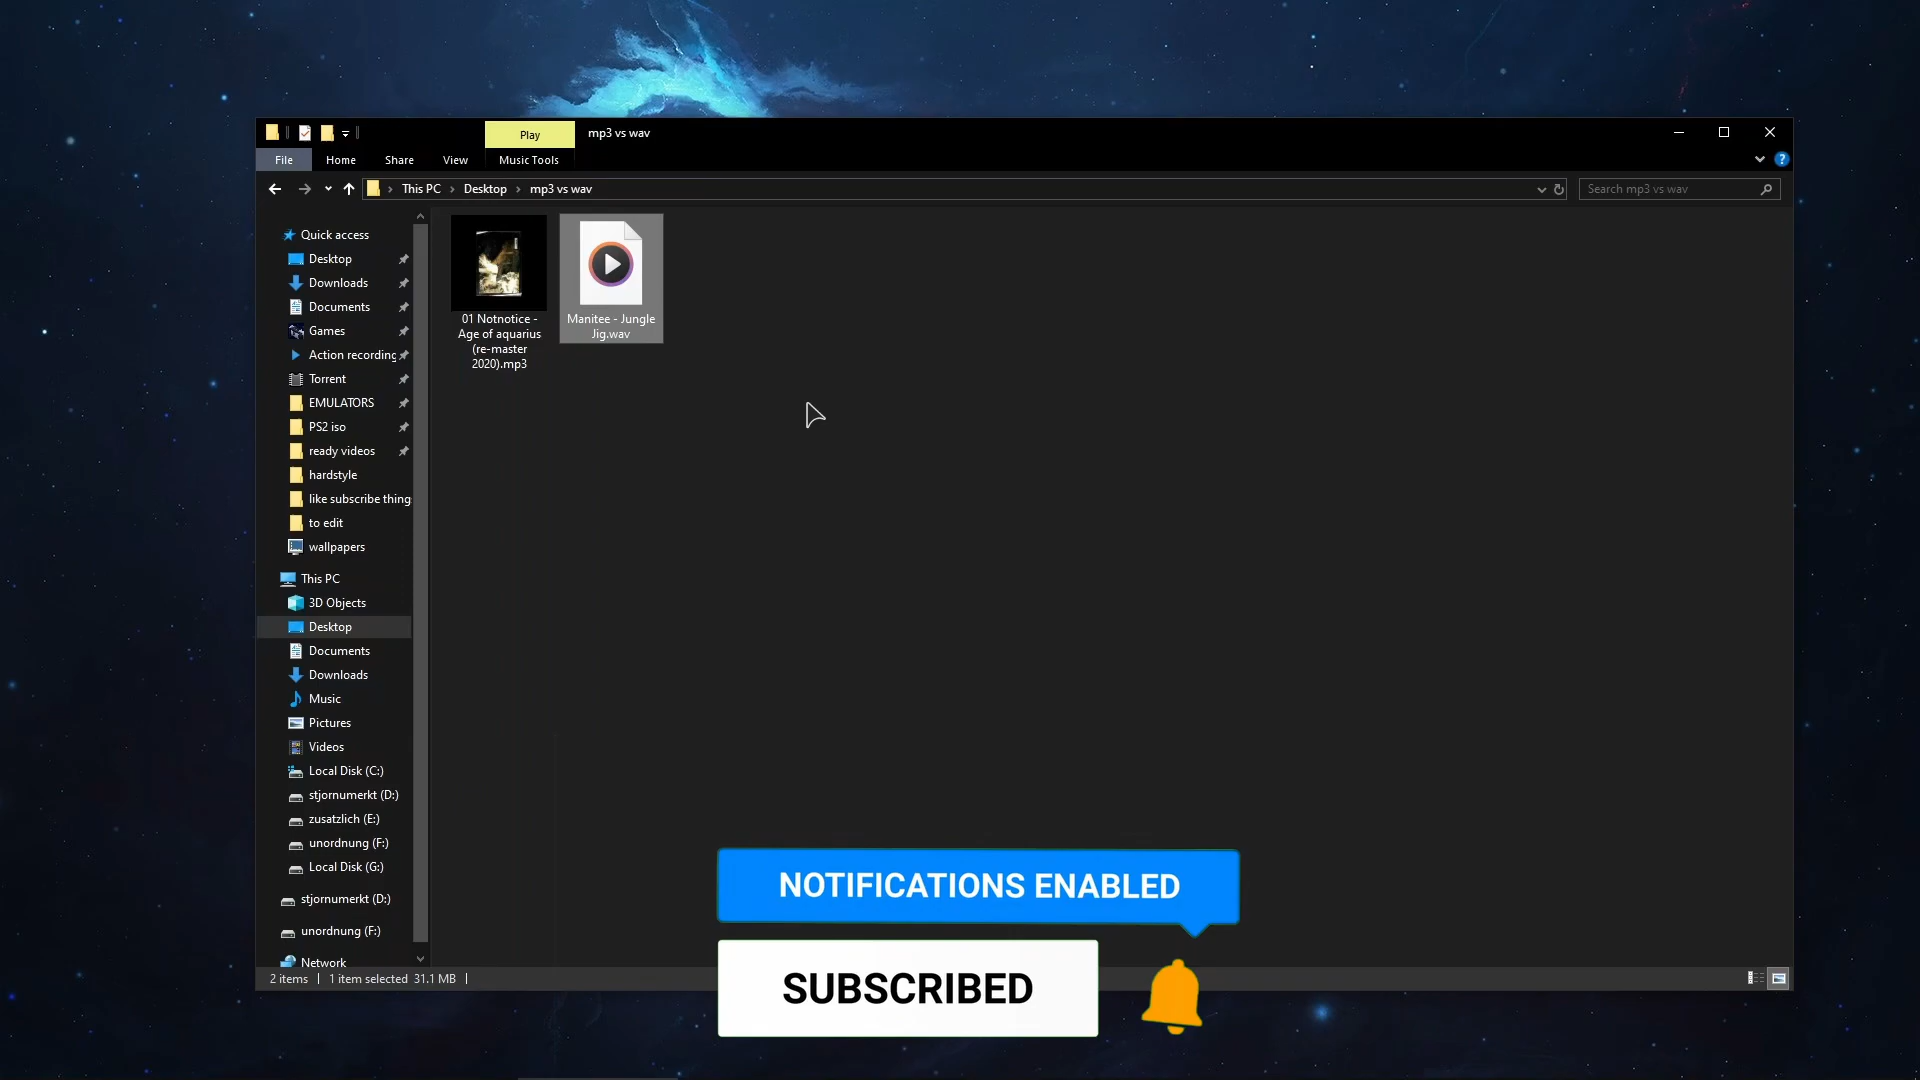 Play
mp3 vs wav
File
Home
Share
View
Music Tools
This PC
Desktop
mp3 vs wav
Search mp3 vs wav
Quick access
Desktop
Downloads
Documents
Games
Action recording
Torrent
EMULATORS
PS2 iso
ready videos
hardstyle
like subscribe thing
to edit
wallpapers
This PC
3D Objects
Desktop
Documents
Downloads
Music
Pictures
Videos
Local Disk (C:)
stjornumerkt (D:)
zusatzlich (E:)
unordnung (F:)
Local Disk (G:)
stjornumerkt (D:)
unordnung (F:)
Network
01 Notnotice -
Age of aquarius
(re-master
2020).mp3
Manitee - Jungle
Jig.wav
2 items
1 item selected 31.1 MB
NOTIFICATIONS ENABLED
SUBSCRIBED